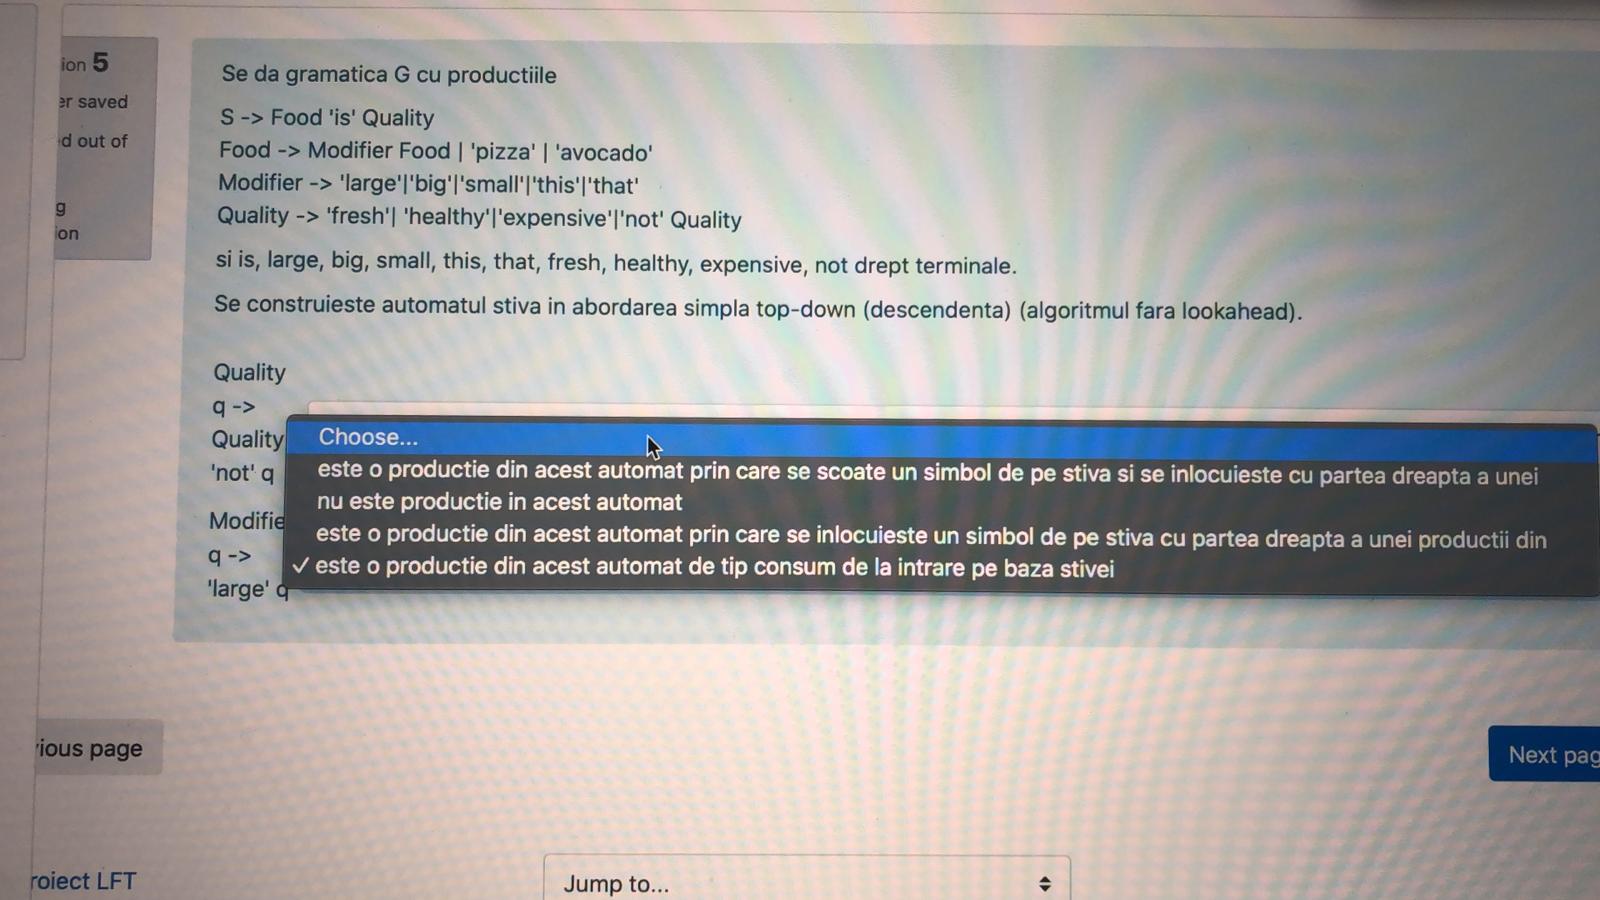 ion 5
er saved
d out of
g
ion
Se da gramatica G cu productiile
S -> Food 'is' Quality
Food -> Modifier Food | 'pizza' | 'avocado'
Modifier -> 'large'|'big'|'small'|'this'|'that'
Quality -> 'fresh'| 'healthy'|'expensive'|'not' Quality
si is, large, big, small, this, that, fresh, healthy, expensive, not drept terminale.
Se construieste automatul stiva in abordarea simpla top-down (descendenta) (algoritmul fara lookahead).
Quality
q ->
Quality
'not' q
Modifie
q ->
'large' q
Choose...
este o productie din acest automat prin care se scoate un simbol de pe stiva si se inlocuieste cu partea dreapta a unei
nu este productie in acest automat
este o productie din acest automat prin care se inlocuieste un simbol de pe stiva cu partea dreapta a unei productii din
✓ este o productie din acest automat de tip consum de la intrare pe baza stivei
ious page
Next pag
roiect LFT
Jump to...